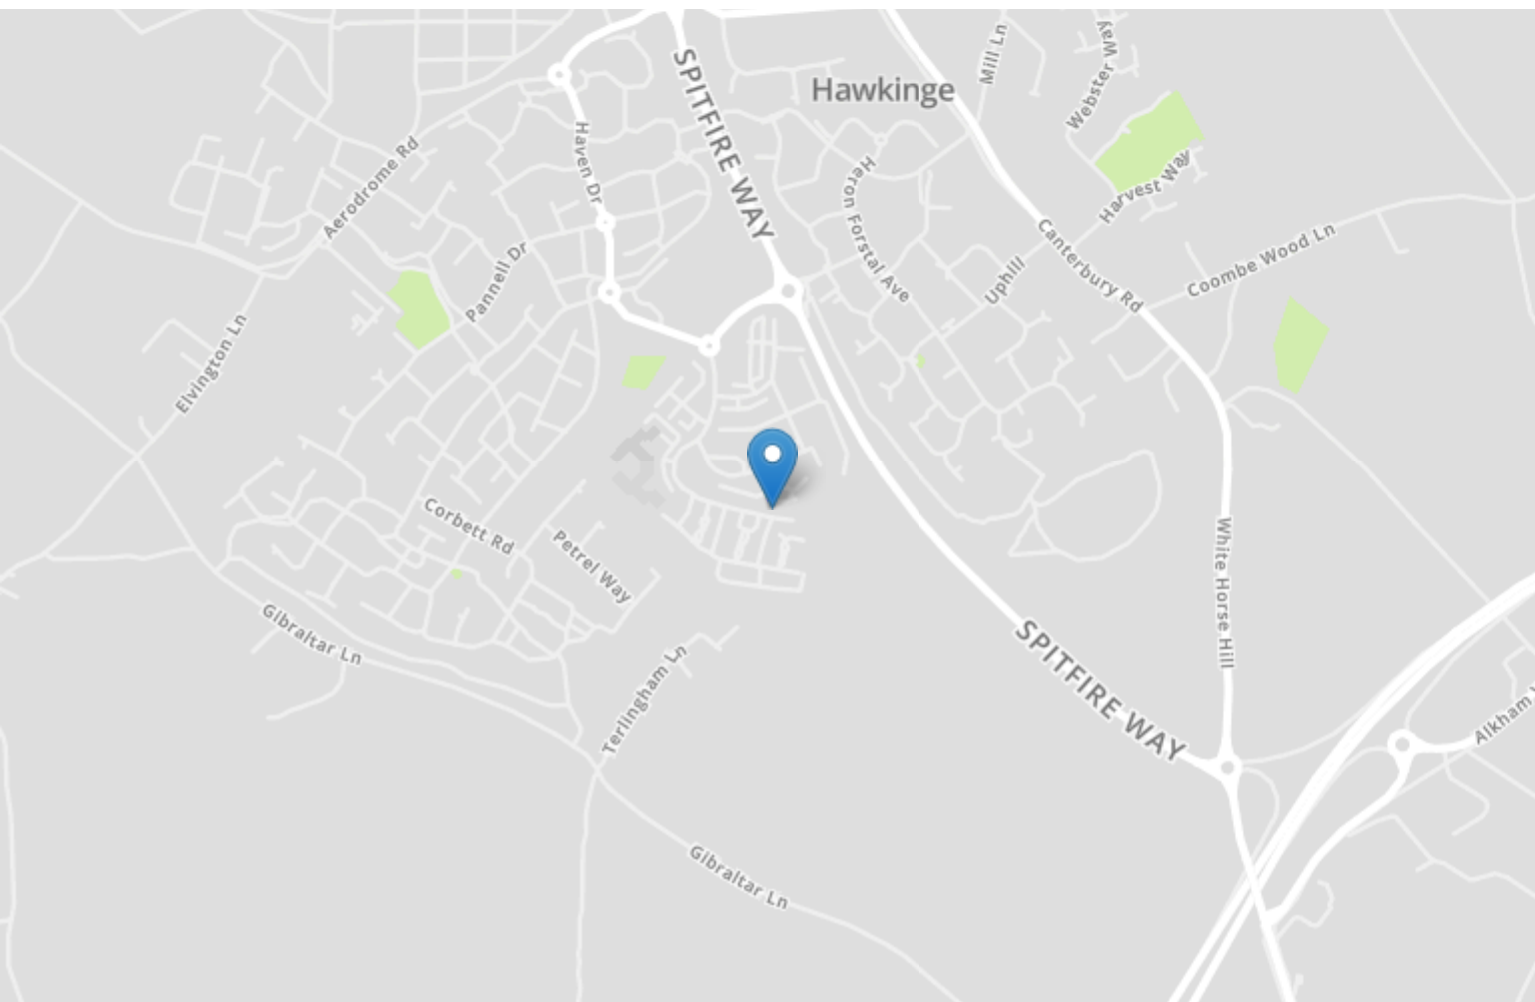 Mill Ln
Webster Way
SPITFIRE WAY
Hawkinge
Haven Dr
Aerodrome Rd
Heron Forstal Ave
Harvest Way
Canterbury Rd
Coombe Wood Ln
Pannell Dr
Uphill
Elvington Ln
Corbett Rd
Petrel Way
White Horse Hill
Gibraltar Ln
SPITFIRE WAY
Terlingham Ln
Alkham
Gibraltar Ln